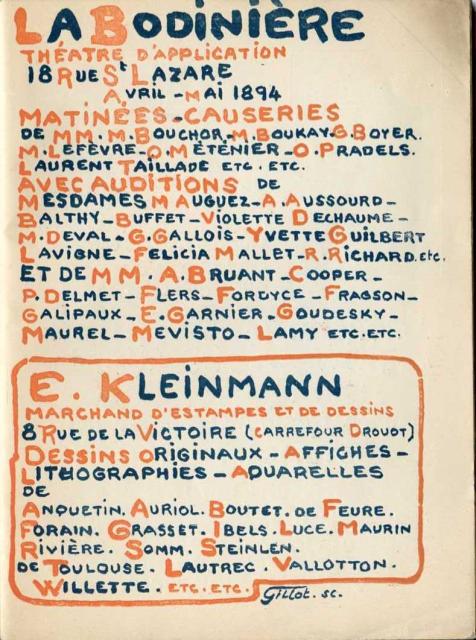 LA BODINIÈRE
THÉATRE D'APPLICATION
18 RUE St LAZARE
AVRIL - MAI 1894
MATINÉES-CAUSERIES
DE MM. M. BOUCHOR-M. BOUKAY-G. BOYER.
M. LEFÈVRE-O. MÉTÉNIER-O. PRADELS.
LAURENT TAILLADE ETC. ETC.
AVEC AUDITIONS DE
MESDAMES M AUGUEZ-A. AUSSOURD-
BALTHY-BUFFET-VIOLETTE DECHAUME-
M. DEVAL-G. GALLOIS-YVETTE GUILBERT
LAVIGNE-FELICIA MALLET-R. RICHARD. etc.
ET DE MM. A. BRUANT-COOPER-
P. DELMET-FLERS-FORDYCE-FRAGSON-
GALIPAUX-E. GARNIER-GOUDESKY-
MAUREL-MEVISTO-LAMY ETC. ETC.
E. KLEINMANN
MARCHAND D'ESTAMPES ET DE DESSINS
8 RUE DE LA VICTOIRE (CARREFOUR DROUOT)
DESSINS ORIGINAUX-AFFICHES-
LITHOGRAPHIES-AQUARELLES
DE
ANQUETIN. AURIOL. BOUTET. DE FEURE.
FORAIN. GRASSET. IBELS. LUCE. MAURIN
RIVIÈRE. SOMM. STEINLEN.
DE TOULOUSE. LAUTREC. VALLOTTON.
WILLETTE. ETC. ETC.
Gillot. sc.